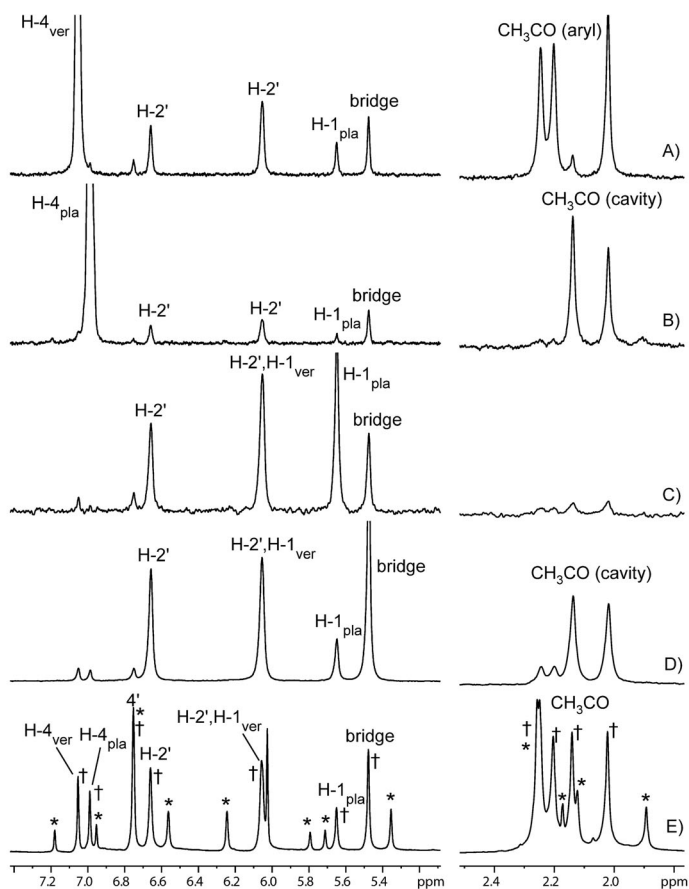 H-4ver
H-2'
H-2'
H-1pla
bridge
CH3CO (aryl)
A)
H-4pla
H-2'
H-2'
H-1pla
bridge
CH3CO (cavity)
B)
H-2'
H-2',H-1ver
H-1pla
bridge
C)
H-2'
H-2',H-1ver
H-1pla
bridge
CH3CO (cavity)
D)
H-4ver
H-4pla
4'
H-2'
H-2',H-1ver
H-1pla
bridge
CH3CO
* † † * * † † * * † * * † † * † † * † * † *
E)
7.2 7.0 6.8 6.6 6.4 6.2 6.0 5.8 5.6 5.4 ppm
2.4 2.2 2.0 ppm